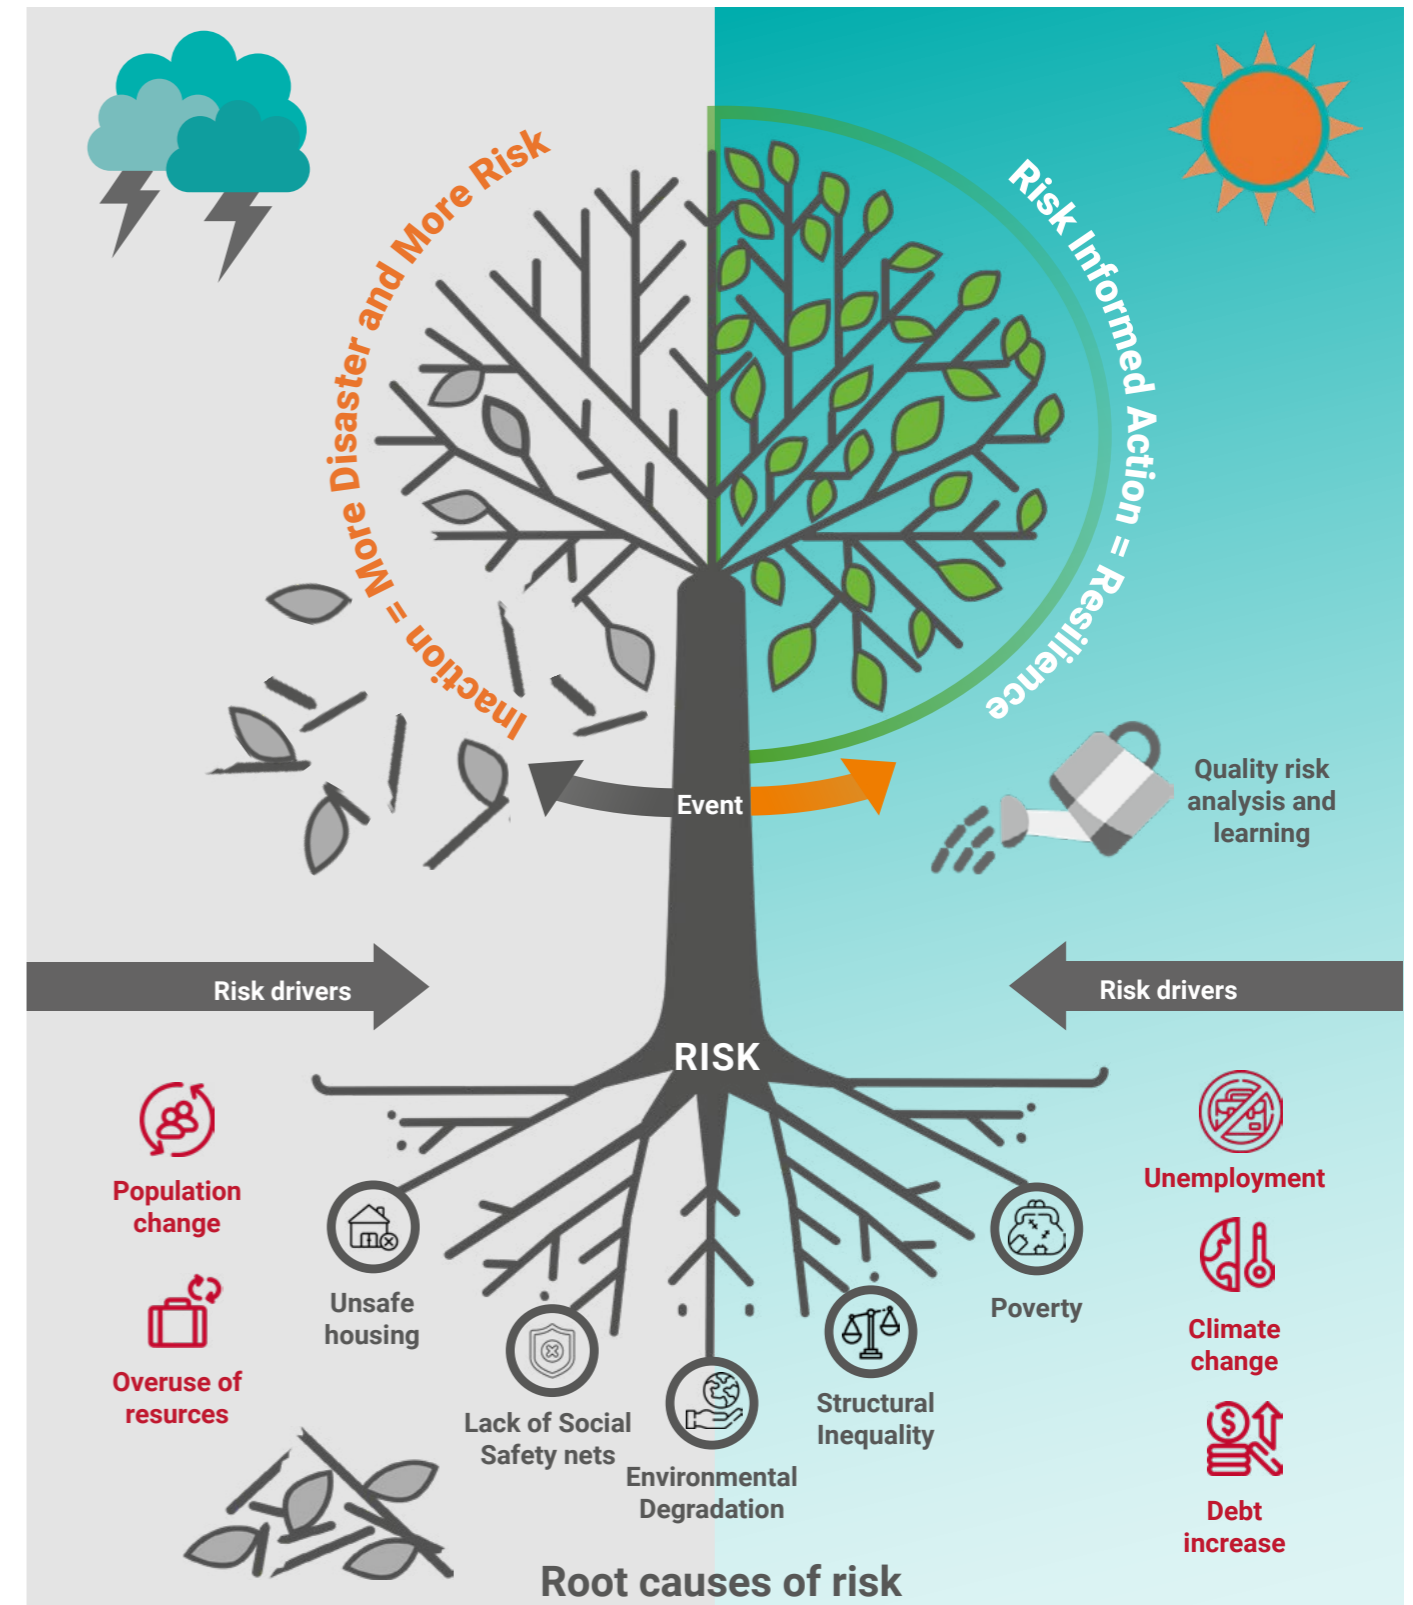 Inaction = More Disaster and More Risk
Risk Informed Action = Resilience
Quality risk
analysis and
learning
Event
Risk drivers
Risk drivers
RISK
Population
change
Overuse of
resurces
Unsafe
housing
Lack of Social
Safety nets
Environmental
Degradation
Structural
Inequality
Poverty
Unemployment
Climate
change
Debt
increase
Root causes of risk